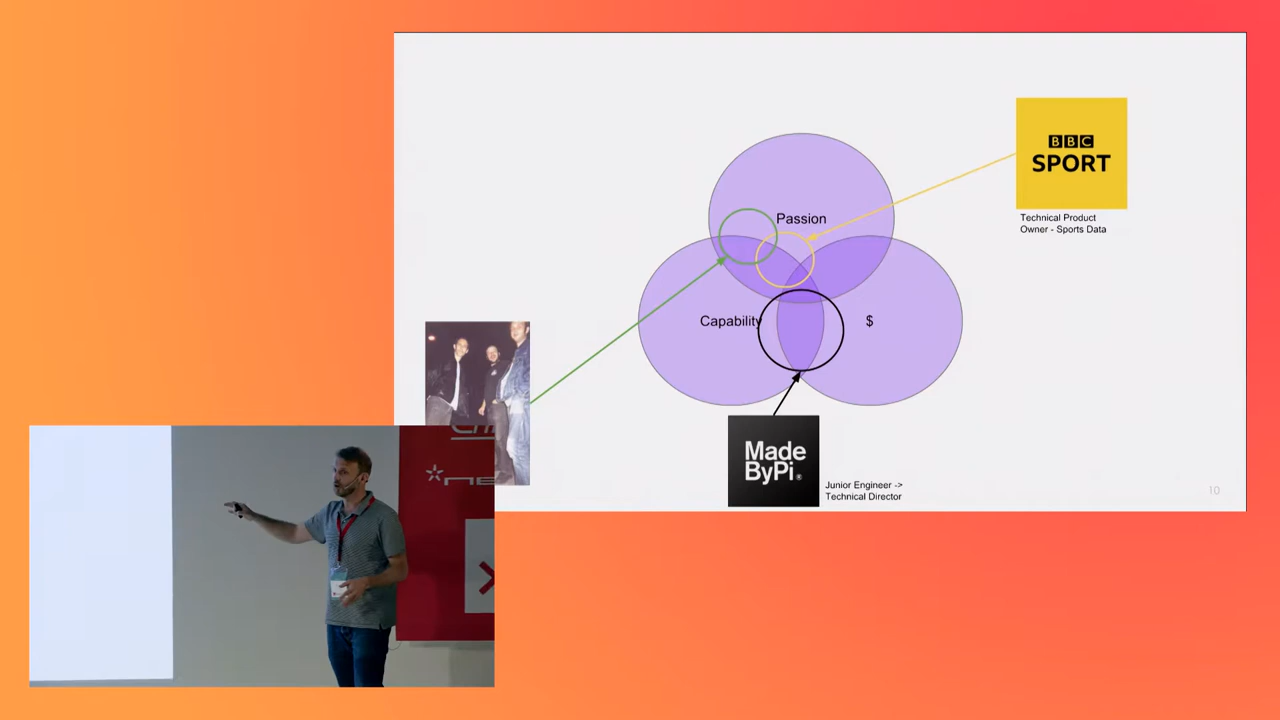 BBC
SPORT
Technical Product
Owner - Sports Data
Passion
Capability
$
Made
ByPi®
Junior Engineer ->
Technical Director
10